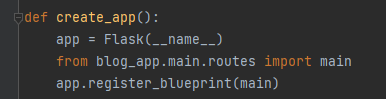 def create_app():
    app = Flask(__name__)
    from blog_app.main.routes import main
    app.register_blueprint(main)